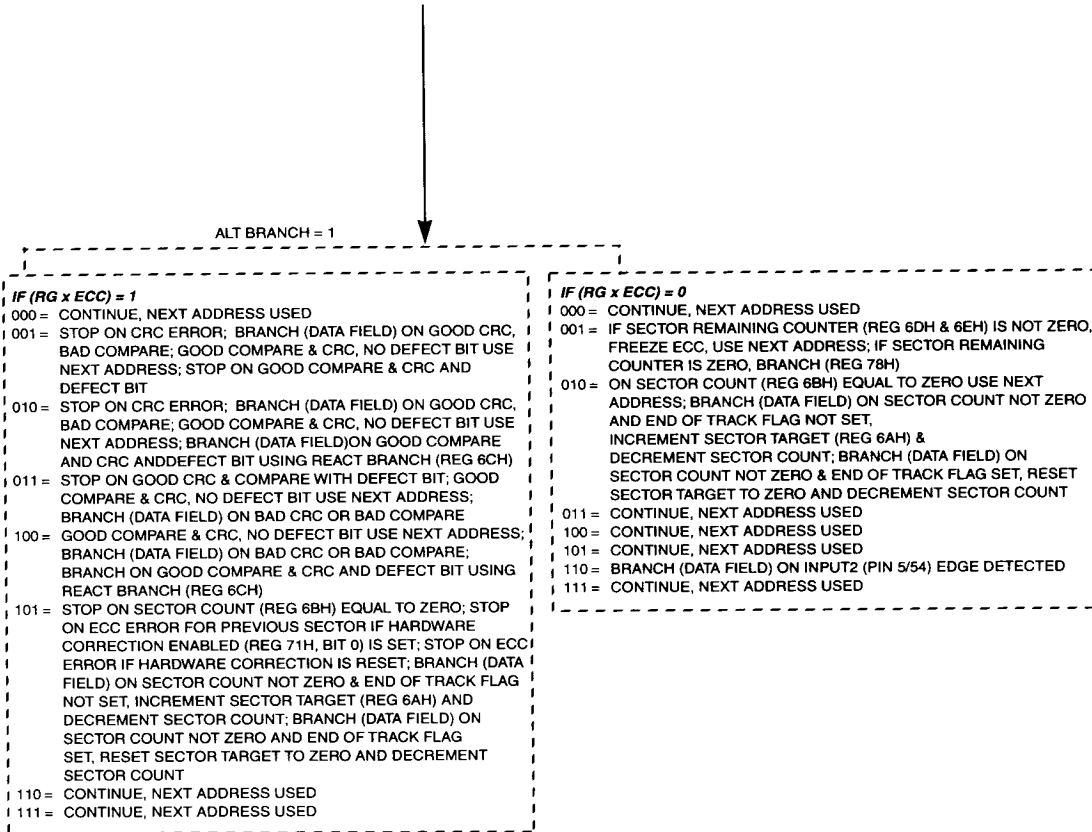 ALT BRANCH = 1
IF (RG x ECC) = 1
000 = CONTINUE, NEXT ADDRESS USED
001 = STOP ON CRC ERROR; BRANCH (DATA FIELD) ON GOOD CRC,
BAD COMPARE; GOOD COMPARE & CRC, NO DEFECT BIT USE
NEXT ADDRESS; STOP ON GOOD COMPARE & CRC AND
DEFECT BIT
010 = STOP ON CRC ERROR; BRANCH (DATA FIELD) ON GOOD CRC,
BAD COMPARE; GOOD COMPARE & CRC, NO DEFECT BIT USE
NEXT ADDRESS; BRANCH (DATA FIELD)ON GOOD COMPARE
AND CRC ANDDEFECT BIT USING REACT BRANCH (REG 6CH)
011 = STOP ON GOOD CRC & COMPARE WITH DEFECT BIT; GOOD
COMPARE & CRC, NO DEFECT BIT USE NEXT ADDRESS;
BRANCH (DATA FIELD) ON BAD CRC OR BAD COMPARE
100 = GOOD COMPARE & CRC, NO DEFECT BIT USE NEXT ADDRESS;
BRANCH (DATA FIELD) ON BAD CRC OR BAD COMPARE;
BRANCH ON GOOD COMPARE & CRC AND DEFECT BIT USING
REACT BRANCH (REG 6CH)
101 = STOP ON SECTOR COUNT (REG 6BH) EQUAL TO ZERO; STOP
ON ECC ERROR FOR PREVIOUS SECTOR IF HARDWARE
CORRECTION ENABLED (REG 71H, BIT 0) IS SET; STOP ON ECC
ERROR IF HARDWARE CORRECTION IS RESET; BRANCH (DATA
FIELD) ON SECTOR COUNT NOT ZERO & END OF TRACK FLAG
NOT SET, INCREMENT SECTOR TARGET (REG 6AH) AND
DECREMENT SECTOR COUNT; BRANCH (DATA FIELD) ON
SECTOR COUNT NOT ZERO AND END OF TRACK FLAG
SET, RESET SECTOR TARGET TO ZERO AND DECREMENT
SECTOR COUNT
110 = CONTINUE, NEXT ADDRESS USED
111 = CONTINUE, NEXT ADDRESS USED
IF (RG x ECC) = 0
000 = CONTINUE, NEXT ADDRESS USED
001 = IF SECTOR REMAINING COUNTER (REG 6DH & 6EH) IS NOT ZERO,
FREEZE ECC, USE NEXT ADDRESS; IF SECTOR REMAINING
COUNTER IS ZERO, BRANCH (REG 78H)
010 = ON SECTOR COUNT (REG 6BH) EQUAL TO ZERO USE NEXT
ADDRESS; BRANCH (DATA FIELD) ON SECTOR COUNT NOT ZERO
AND END OF TRACK FLAG NOT SET,
INCREMENT SECTOR TARGET (REG 6AH) &
DECREMENT SECTOR COUNT; BRANCH (DATA FIELD) ON
SECTOR COUNT NOT ZERO & END OF TRACK FLAG SET, RESET
SECTOR TARGET TO ZERO AND DECREMENT SECTOR COUNT
011 = CONTINUE, NEXT ADDRESS USED
100 = CONTINUE, NEXT ADDRESS USED
101 = CONTINUE, NEXT ADDRESS USED
110 = BRANCH (DATA FIELD) ON INPUT2 (PIN 5/54) EDGE DETECTED
111 = CONTINUE, NEXT ADDRESS USED